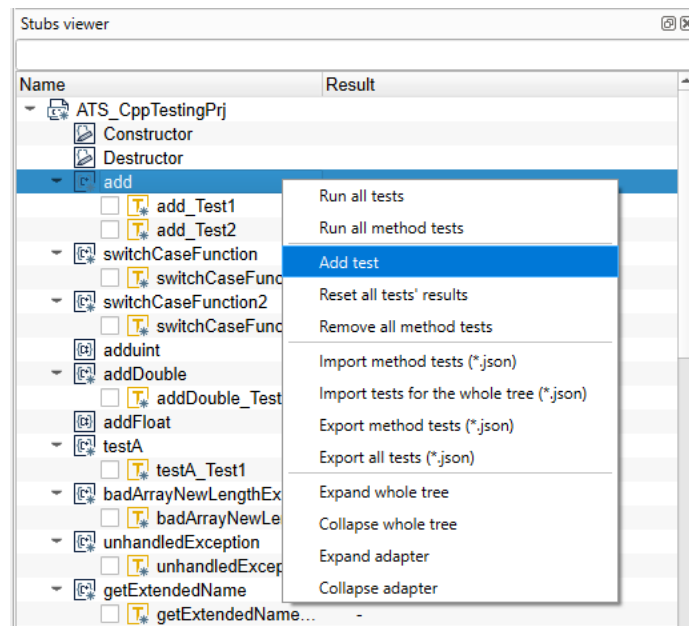 Stubs viewer
Name Result
ATS_CppTestingPrj
Constructor
Destructor
add
add_Test1
add_Test2
switchCaseFunction
switchCaseFunc
switchCaseFunction2
switchCaseFunc
adduint
addDouble
addDouble_Test
addFloat
testA
testA_Test1
badArrayNewLengthEx
badArrayNewLe
unhandledException
unhandledExcep
getExtendedName
getExtendedName... -
Run all tests
Run all method tests
Add test
Reset all tests' results
Remove all method tests
Import method tests (*.json)
Import tests for the whole tree (*.json)
Export method tests (*.json)
Export all tests (*.json)
Expand whole tree
Collapse whole tree
Expand adapter
Collapse adapter